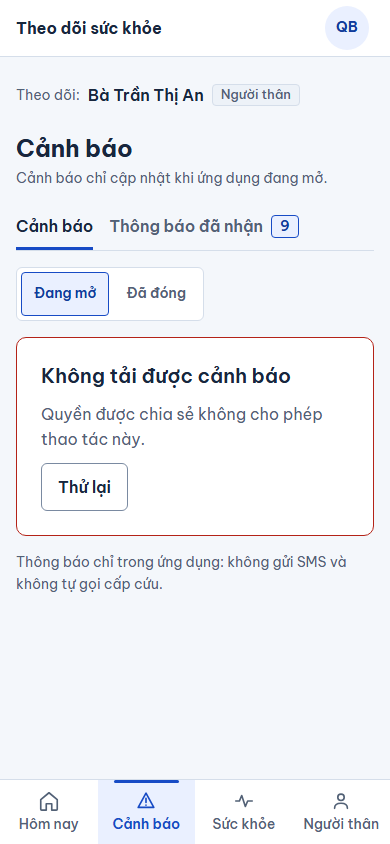 Theo dõi sức khỏe
QB
Theo dõi: Bà Trần Thị An Người thân
Cảnh báo
Cảnh báo chỉ cập nhật khi ứng dụng đang mở.
Cảnh báo Thông báo đã nhận 9
Đang mở Đã đóng
Không tải được cảnh báo
Quyền được chia sẻ không cho phép
thao tác này.
Thử lại
Thông báo chỉ trong ứng dụng: không gửi SMS và
không tự gọi cấp cứu.
Hôm nay Cảnh báo Sức khỏe Người thân